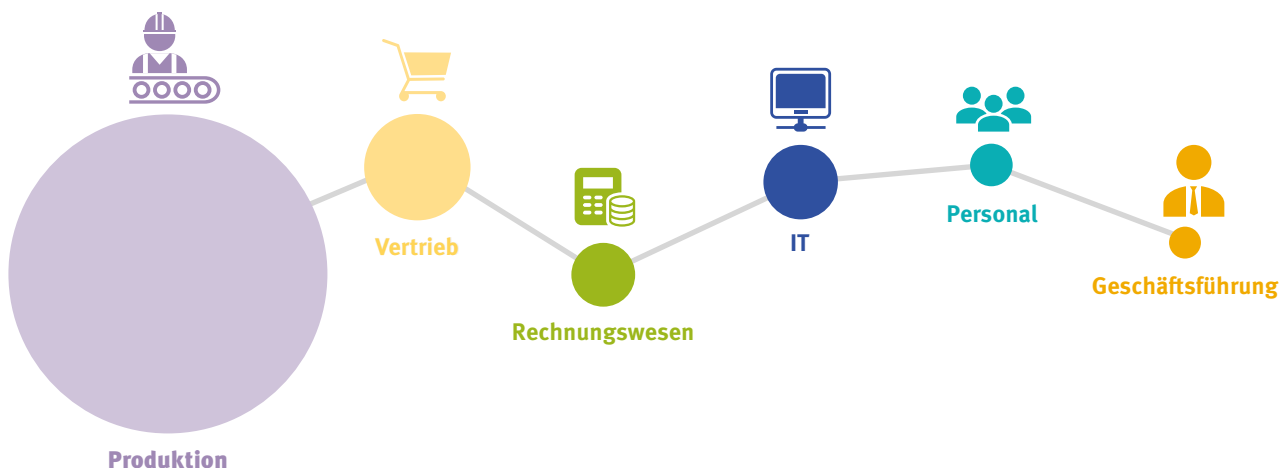 Produktion
Vertrieb
Rechnungswesen
IT
Personal
Geschäftsführung